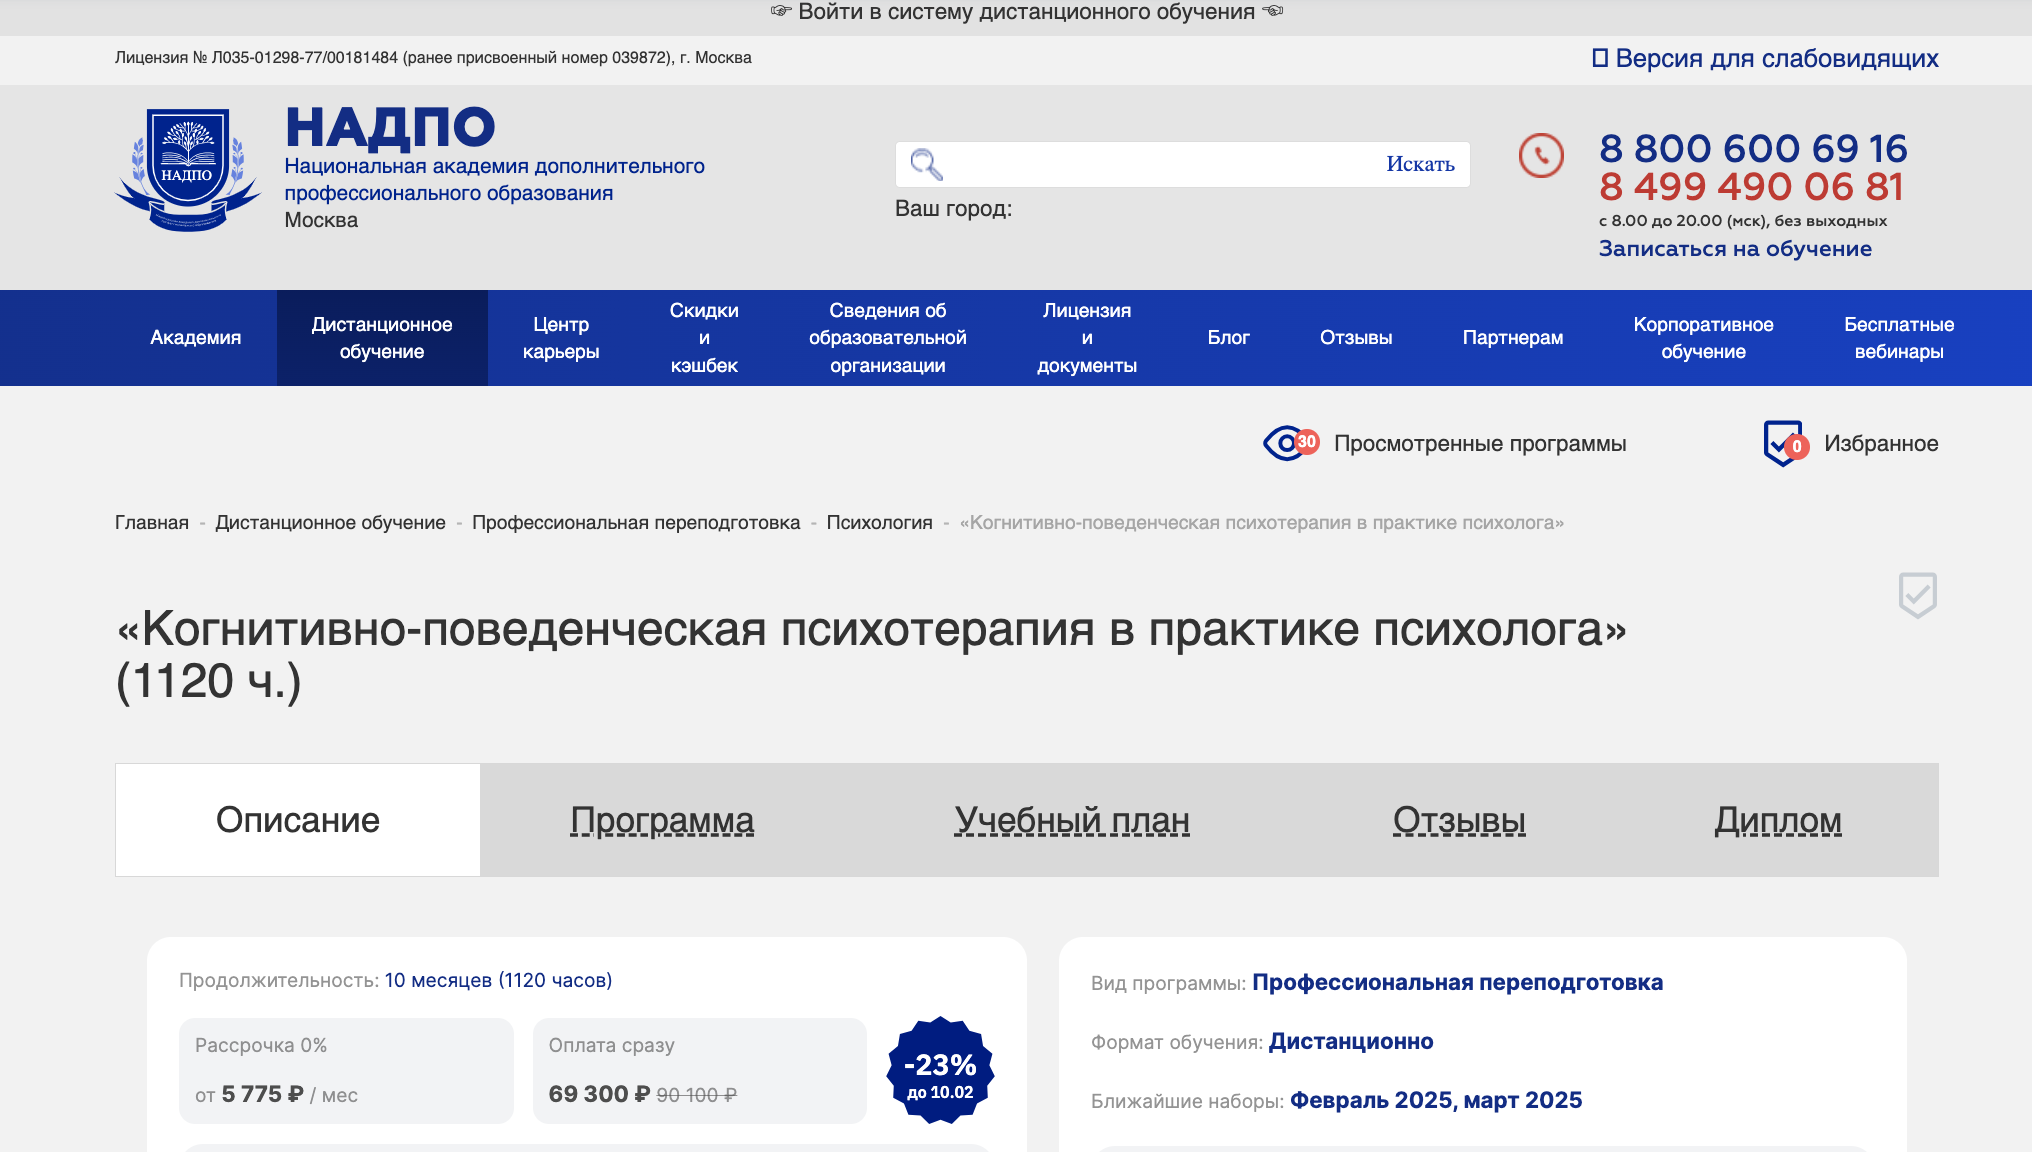 ☞ Войти в систему дистанционного обучения ☜
Лицензия № Л035-01298-77/00181484 (ранее присвоенный номер 039872), г. Москва
Версия для слабовидящих
НАДПО
НАДПО
Национальная академия дополнительного
профессионального образования
Москва
Искать
Ваш город:
8 800 600 69 16
8 499 490 06 81
с 8.00 до 20.00 (мск), без выходных
Записаться на обучение
Академия
Дистанционное
обучение
Центр
карьеры
Скидки
и
кэшбек
Сведения об
образовательной
организации
Лицензия
и
документы
Блог
Отзывы
Партнерам
Корпоративное
обучение
Бесплатные
вебинары
30 Просмотренные программы
0 Избранное
Главная - Дистанционное обучение - Профессиональная переподготовка - Психология - «Когнитивно-поведенческая психотерапия в практике психолога»
«Когнитивно-поведенческая психотерапия в практике психолога»
(1120 ч.)
Описание
Программа
Учебный план
Отзывы
Диплом
Продолжительность: 10 месяцев (1120 часов)
Рассрочка 0%
от 5 775 ₽ / мес
Оплата сразу
69 300 ₽ 90 100 ₽
-23%
до 10.02
Вид программы: Профессиональная переподготовка
Формат обучения: Дистанционно
Ближайшие наборы: Февраль 2025, март 2025